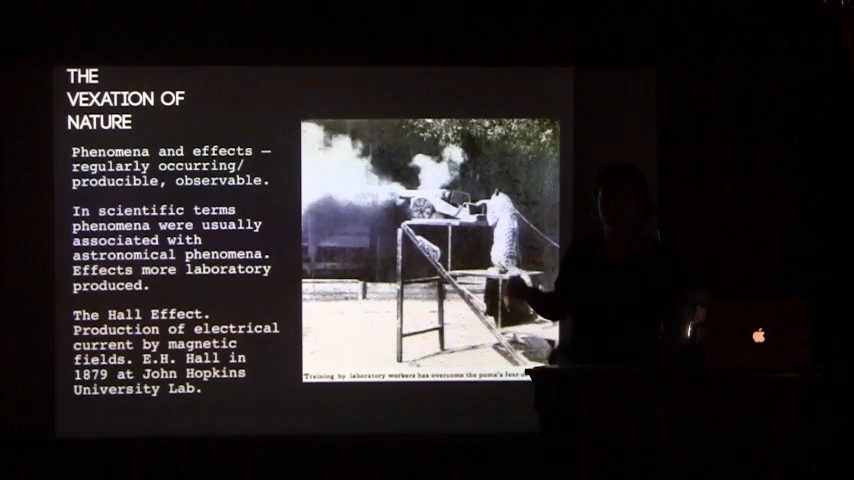 THE
VEXATION OF
NATURE
Phenomena and effects –
regularly occurring/
producible, observable.
In scientific terms
phenomena were usually
associated with
astronomical phenomena.
Effects more laboratory
produced.
The Hall Effect.
Production of electrical
current by magnetic
fields. E.H. Hall in
1879 at John Hopkins
University Lab.
Training by laboratory workers has overcome the puma's fear of